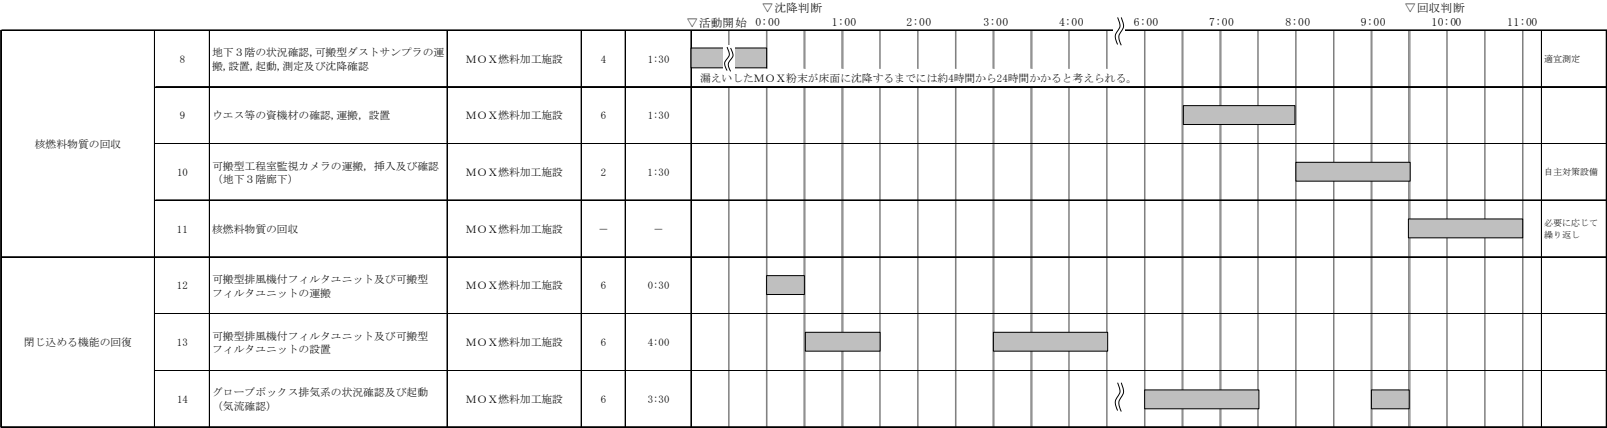 ▽沈降判断 ▽回収判断
▽活動開始 0:00 1:00 2:00 3:00 4:00 6:00 7:00 8:00 9:00 10:00 11:00
核燃料物質の回収
8 地下３階の状況確認,可搬型ダストサンプラの運 MOX燃料加工施設 4 1:30 適宜測定
搬,設置,起動,測定及び沈降確認
漏えいしたMOX粉末が床面に沈降するまでには約4時間から24時間かかると考えられる。
9 ウエス等の資機材の確認,運搬，設置 MOX燃料加工施設 6 1:30
10 可搬型工程室監視カメラの運搬，挿入及び確認 MOX燃料加工施設 2 1:30 自主対策設備
（地下３階廊下）
11 核燃料物質の回収 MOX燃料加工施設 － － 必要に応じて
繰り返し
閉じ込める機能の回復
12 可搬型排風機付フィルタユニット及び可搬型 MOX燃料加工施設 6 0:30
フィルタユニットの運搬
13 可搬型排風機付フィルタユニット及び可搬型 MOX燃料加工施設 6 4:00
フィルタユニットの設置
14 グローブボックス排気系の状況確認及び起動 MOX燃料加工施設 6 3:30
（気流確認）